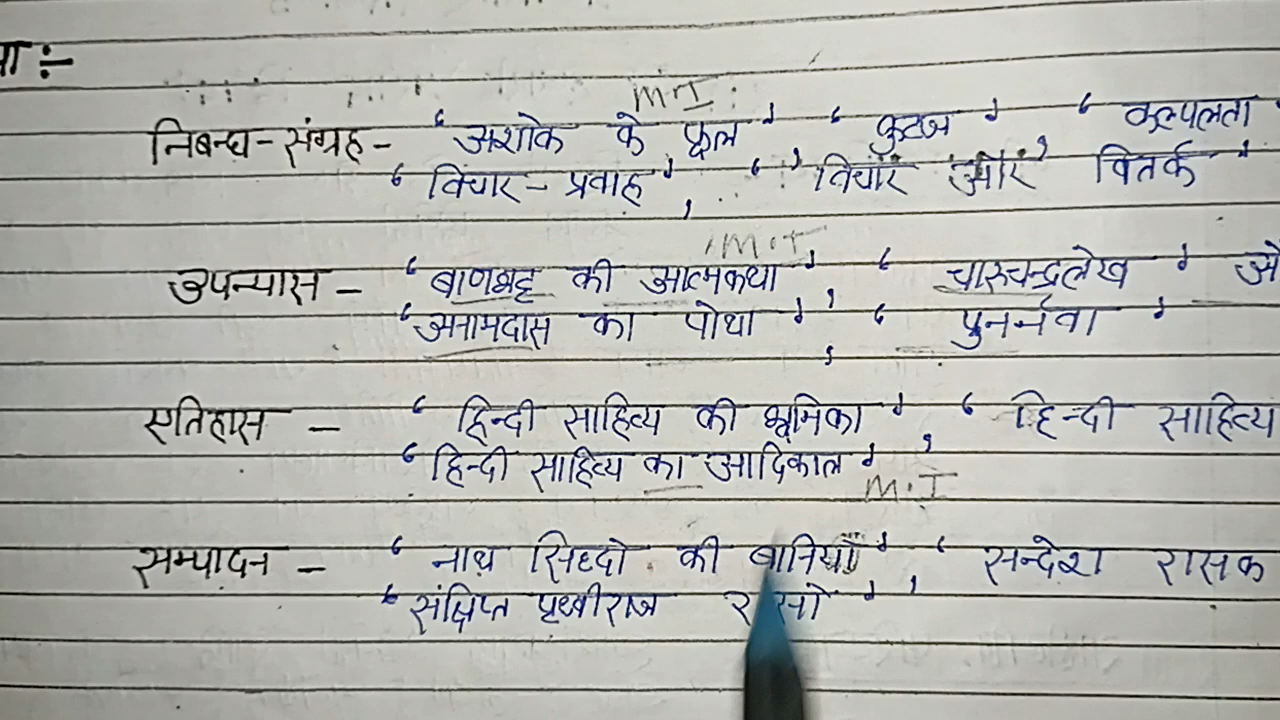 M.I
निबन्ध-संग्रह- ' अशोक के फूल ' ' कुटज ' ' कल्पलता
' विचार - प्रवाह ' , ' विचार और ' वितर्क '
M.I
उपन्यास - ' बाणभट्ट की आत्मकथा ' , ' चारुचन्द्रलेख '
' अनामदास का पोथा ' , ' पुनर्नवा '
एतिहास - ' हिन्दी साहित्य की भूमिका ' , ' हिन्दी साहित्य
' हिन्दी साहित्य का आदिकाल '
M.I
सम्पादन - ' नाथ सिध्दो की बानियाँ ' , ' सन्देश रासक
' संक्षिप्त पृथ्वीराज रासो '